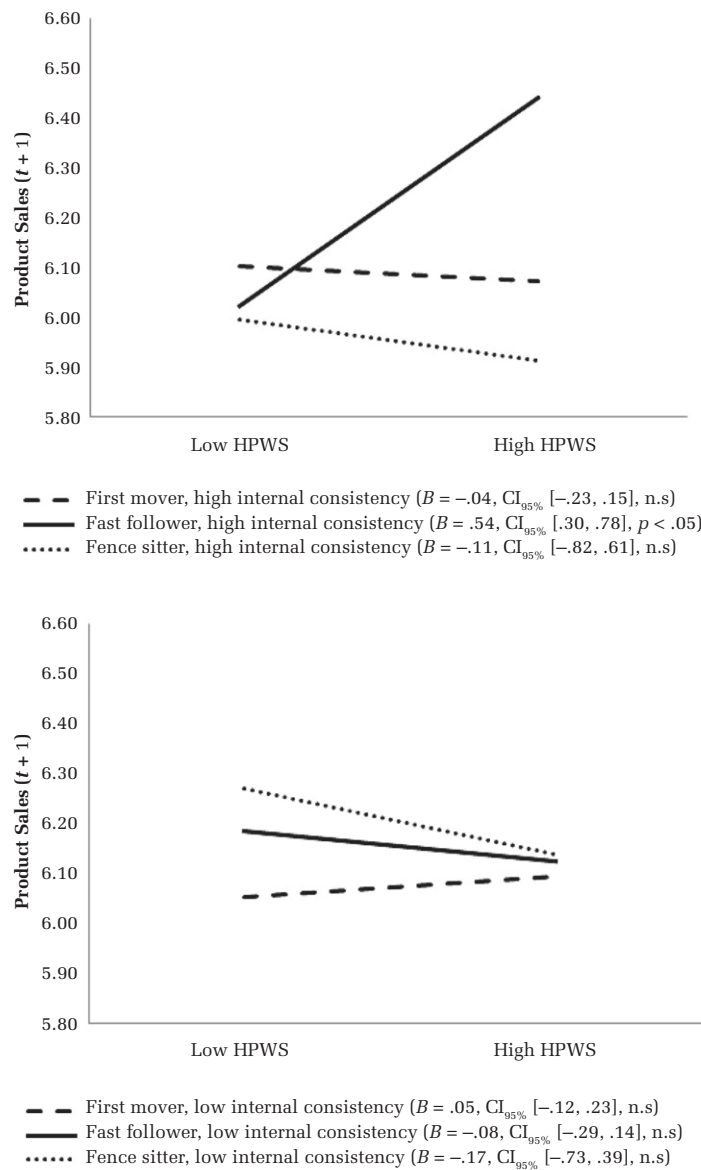 6.60
6.50
6.40
6.30
6.20
6.10
6.00
5.90
5.80
Product Sales (t + 1)
Low HPWS High HPWS
First mover, high internal consistency (B = –.04, CI95% [–.23, .15], n.s)
Fast follower, high internal consistency (B = .54, CI95% [.30, .78], p < .05)
Fence sitter, high internal consistency (B = –.11, CI95% [–.82, .61], n.s)
6.60
6.50
6.40
6.30
6.20
6.10
6.00
5.90
5.80
Product Sales (t + 1)
Low HPWS High HPWS
First mover, low internal consistency (B = .05, CI95% [–.12, .23], n.s)
Fast follower, low internal consistency (B = –.08, CI95% [–.29, .14], n.s)
Fence sitter, low internal consistency (B = –.17, CI95% [–.73, .39], n.s)